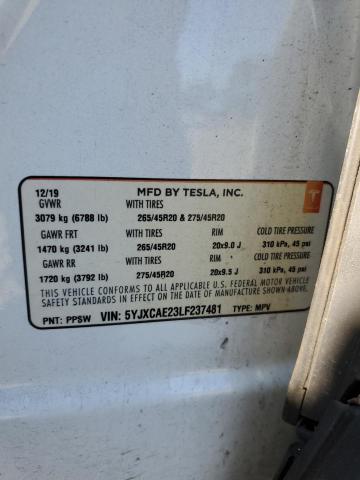 12/19 MFD BY TESLA, INC.
GVWR WITH TIRES
3079 kg (6788 lb) 265/45R20 & 275/45R20
GAWR FRT WITH TIRES RIM COLD TIRE PRESSURE
1470 kg (3241 lb) 265/45R20 20x9.0 J 310 kPa, 45 psi
GAWR RR WITH TIRES RIM COLD TIRE PRESSURE
1720 kg (3792 lb) 275/45R20 20x9.5 J 310 kPa, 45 psi
THIS VEHICLE CONFORMS TO ALL APPLICABLE U.S. FEDERAL MOTOR VEHICLE
SAFETY STANDARDS IN EFFECT ON THE DATE OF MANUFACTURE SHOWN ABOVE.
PNT: PPSW VIN: 5YJXCAE23LF237481 TYPE: MPV